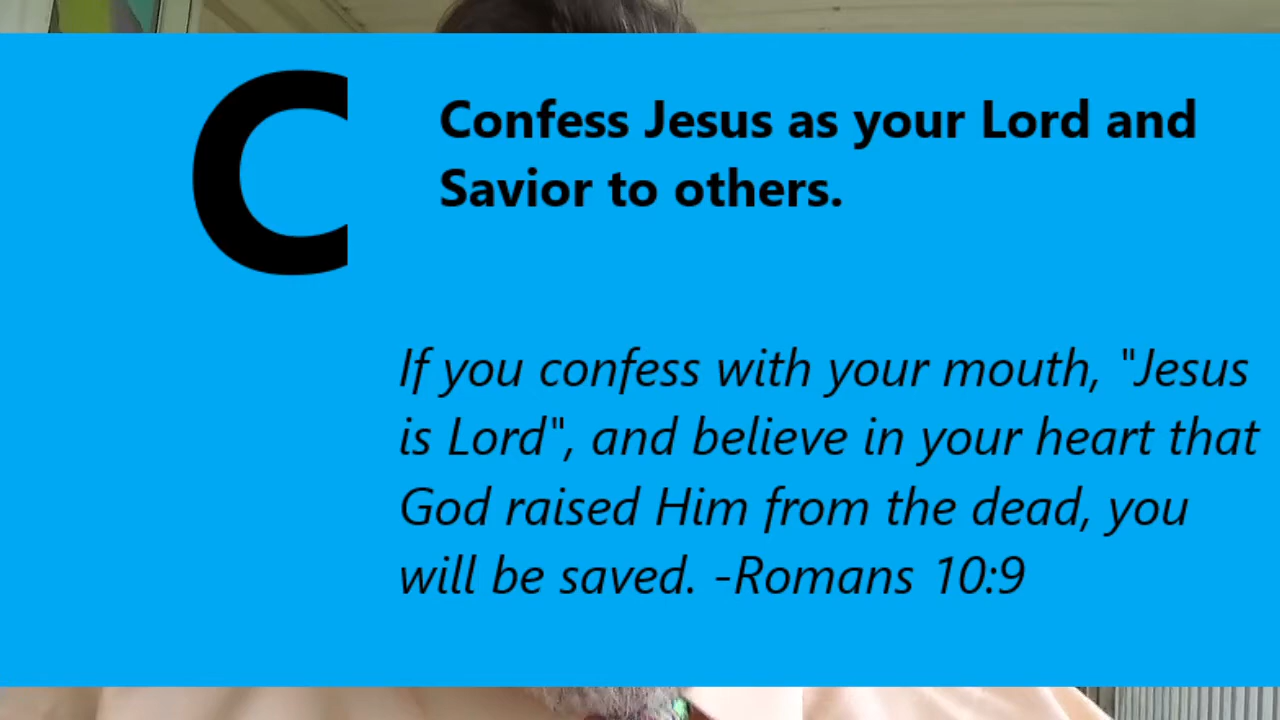 C
Confess Jesus as your Lord and
Savior to others.
If you confess with your mouth, "Jesus
is Lord", and believe in your heart that
God raised Him from the dead, you
will be saved. -Romans 10:9